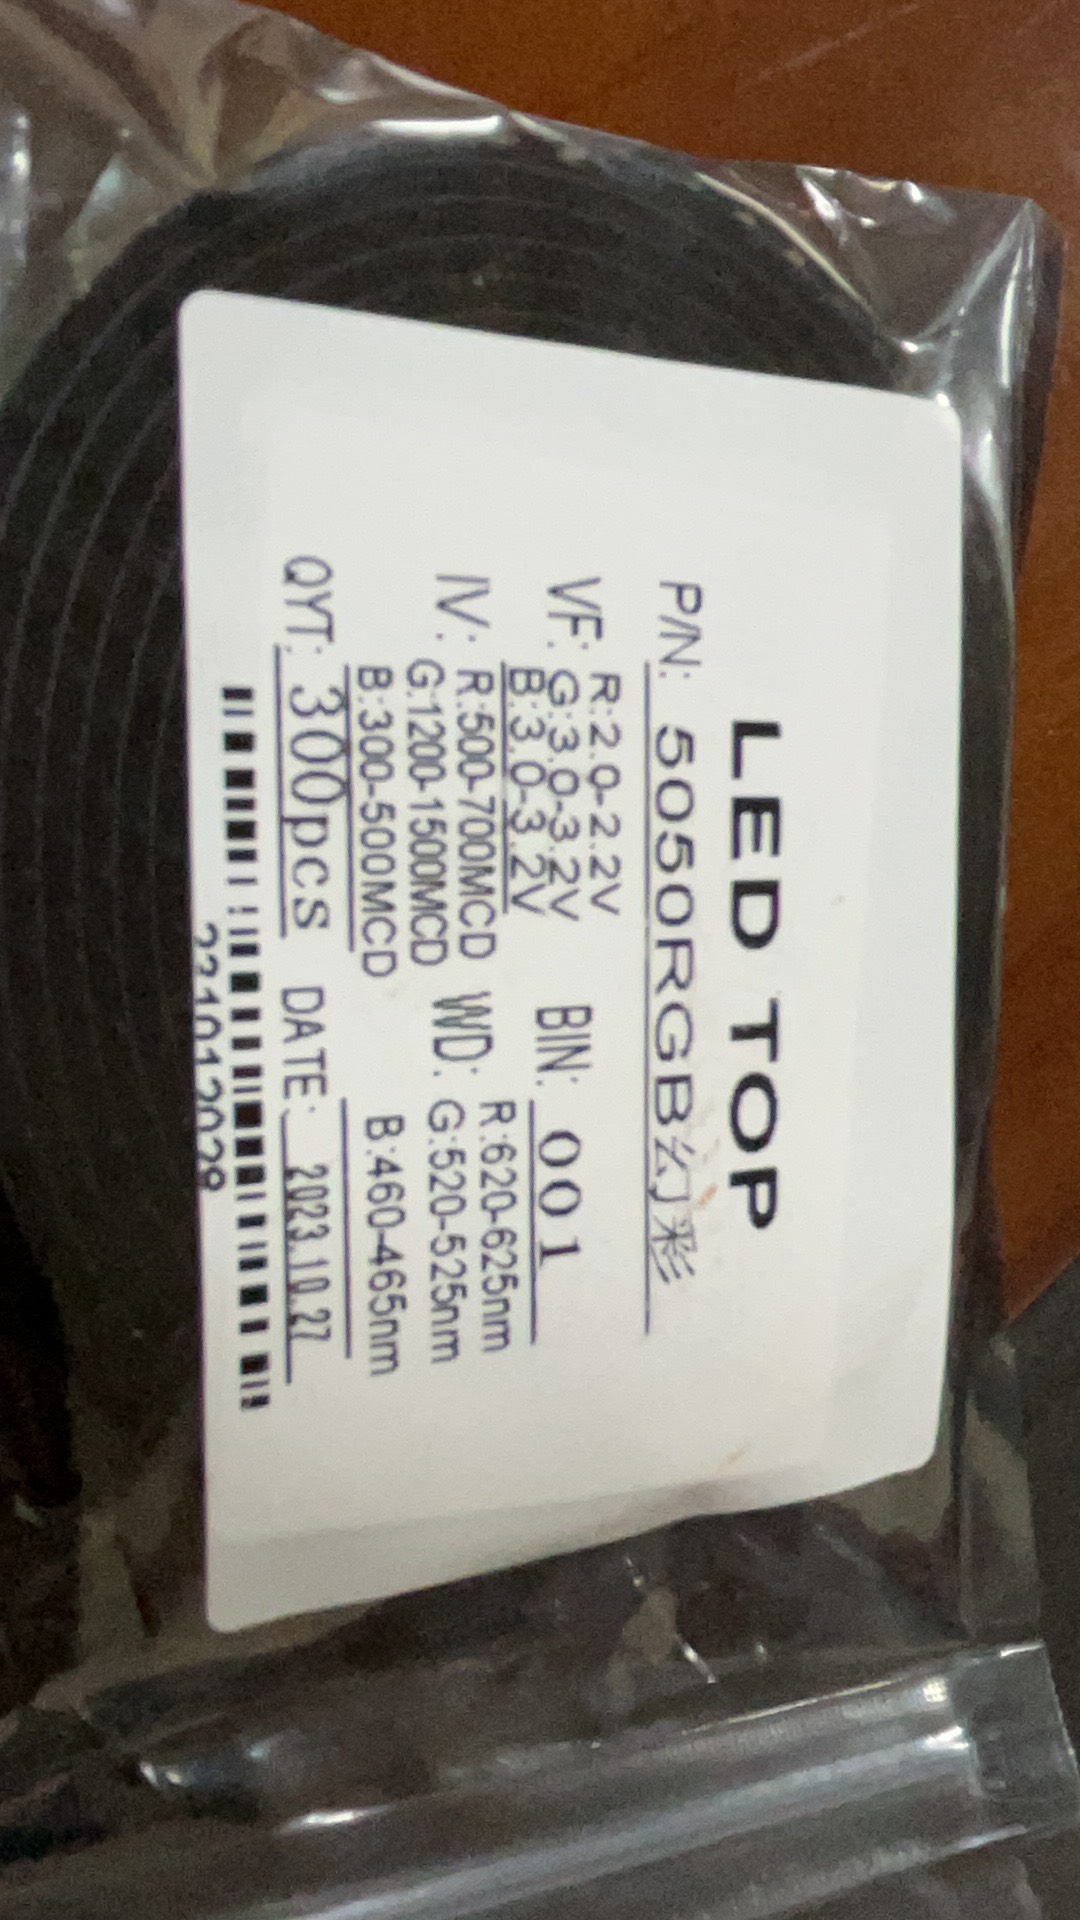 LED TOP
P/N: 5050RGB幻彩
R:2.0-2.2V
VF: G:3.0-3.2V BIN: 001
B:3.0-3.2V
R:500-700MCD R:620-625nm
IV: G:1200-1500MCD WD: G:520-525nm
B:300-500MCD B:460-465nm
QYT: 300pcs DATE: 2023.10.27